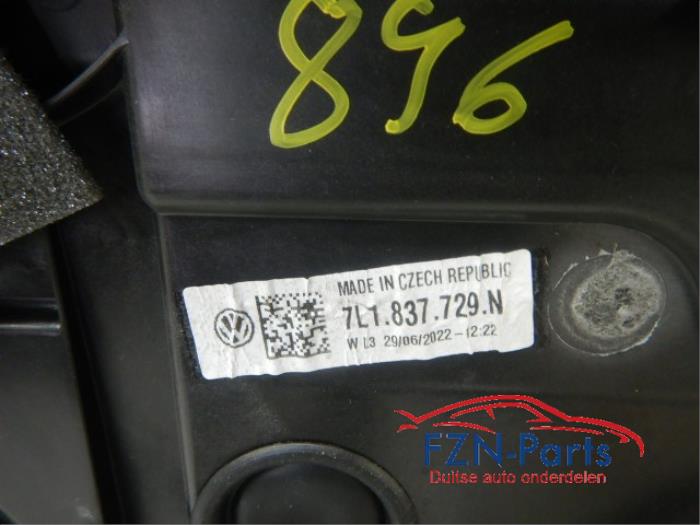 896
MADE IN CZECH REPUBLIC
7L1.837.729.N
W L3 29/06/2022-12:22
FZN-Parts
Duitse auto onderdelen